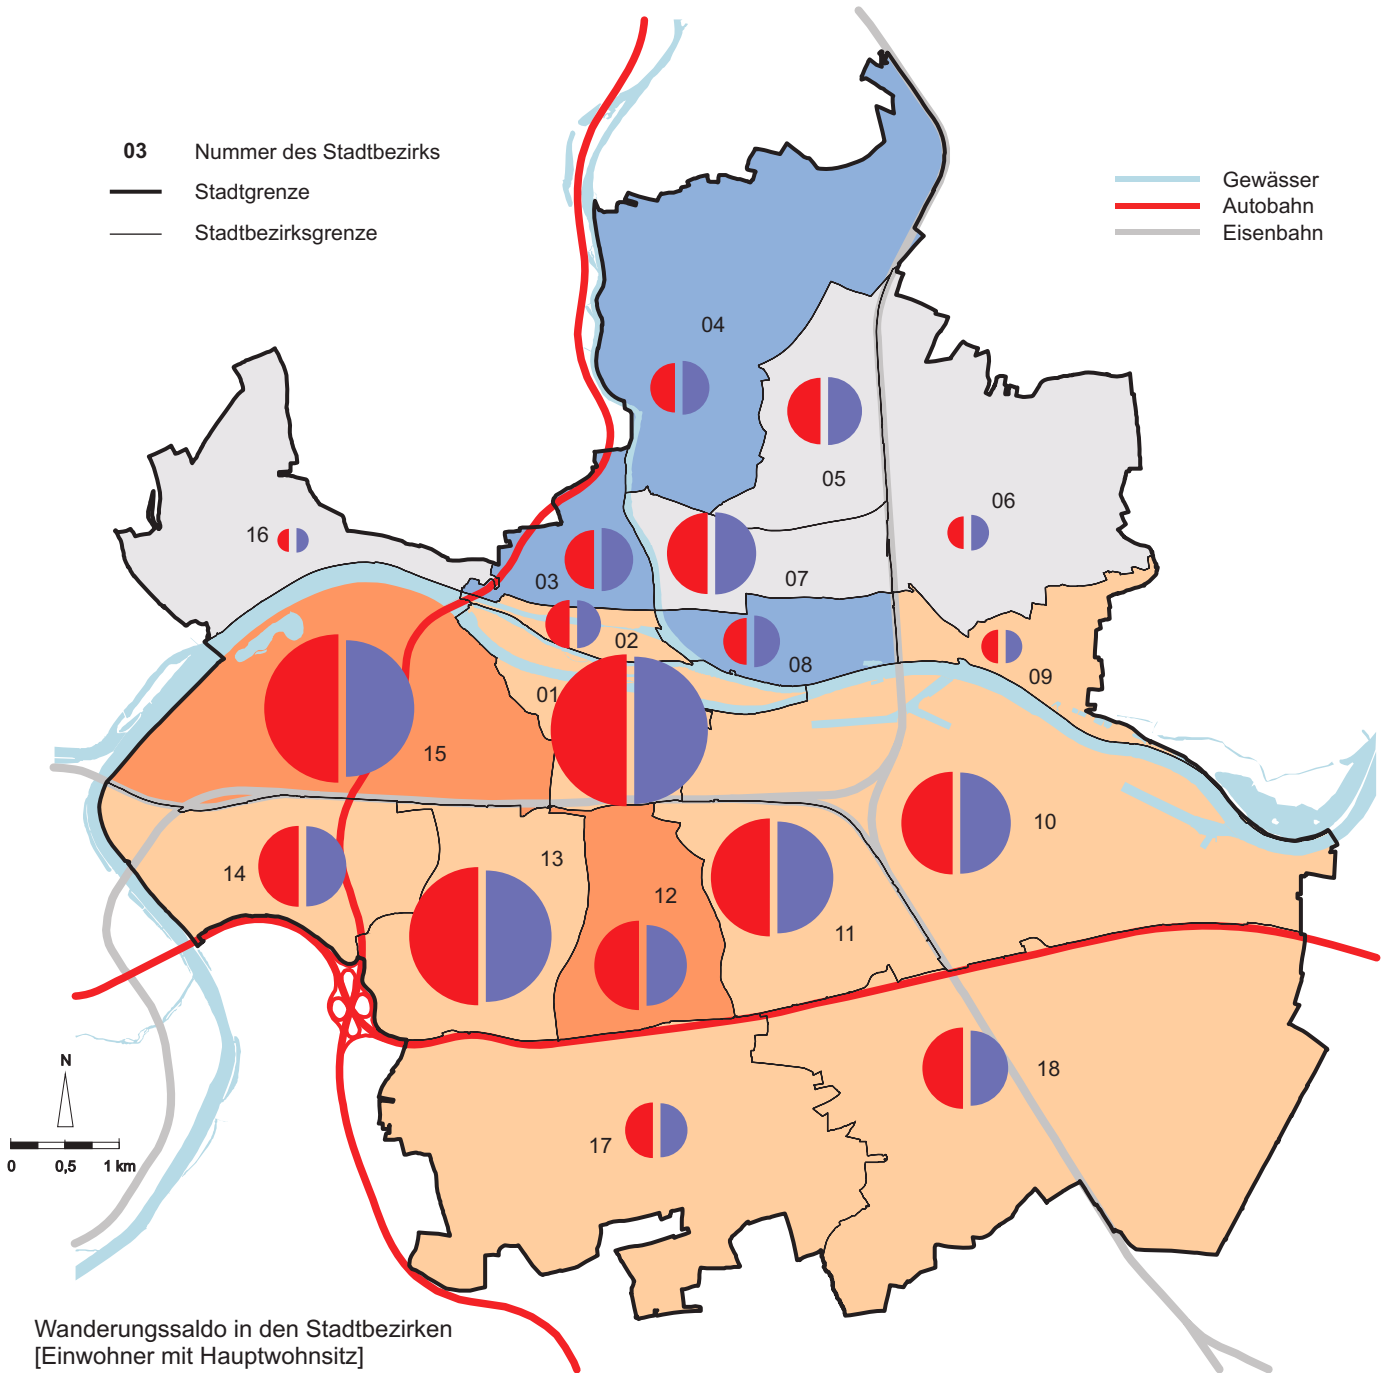 03 Nummer des Stadtbezirks
Stadtgrenze
Stadtbezirksgrenze
Gewässer
Autobahn
Eisenbahn
04
05
06
16
07
03
02
08
09
01
15
10
13
14
12
11
18
17
N
0 0,5 1 km
Wanderungssaldo in den Stadtbezirken
[Einwohner mit Hauptwohnsitz]